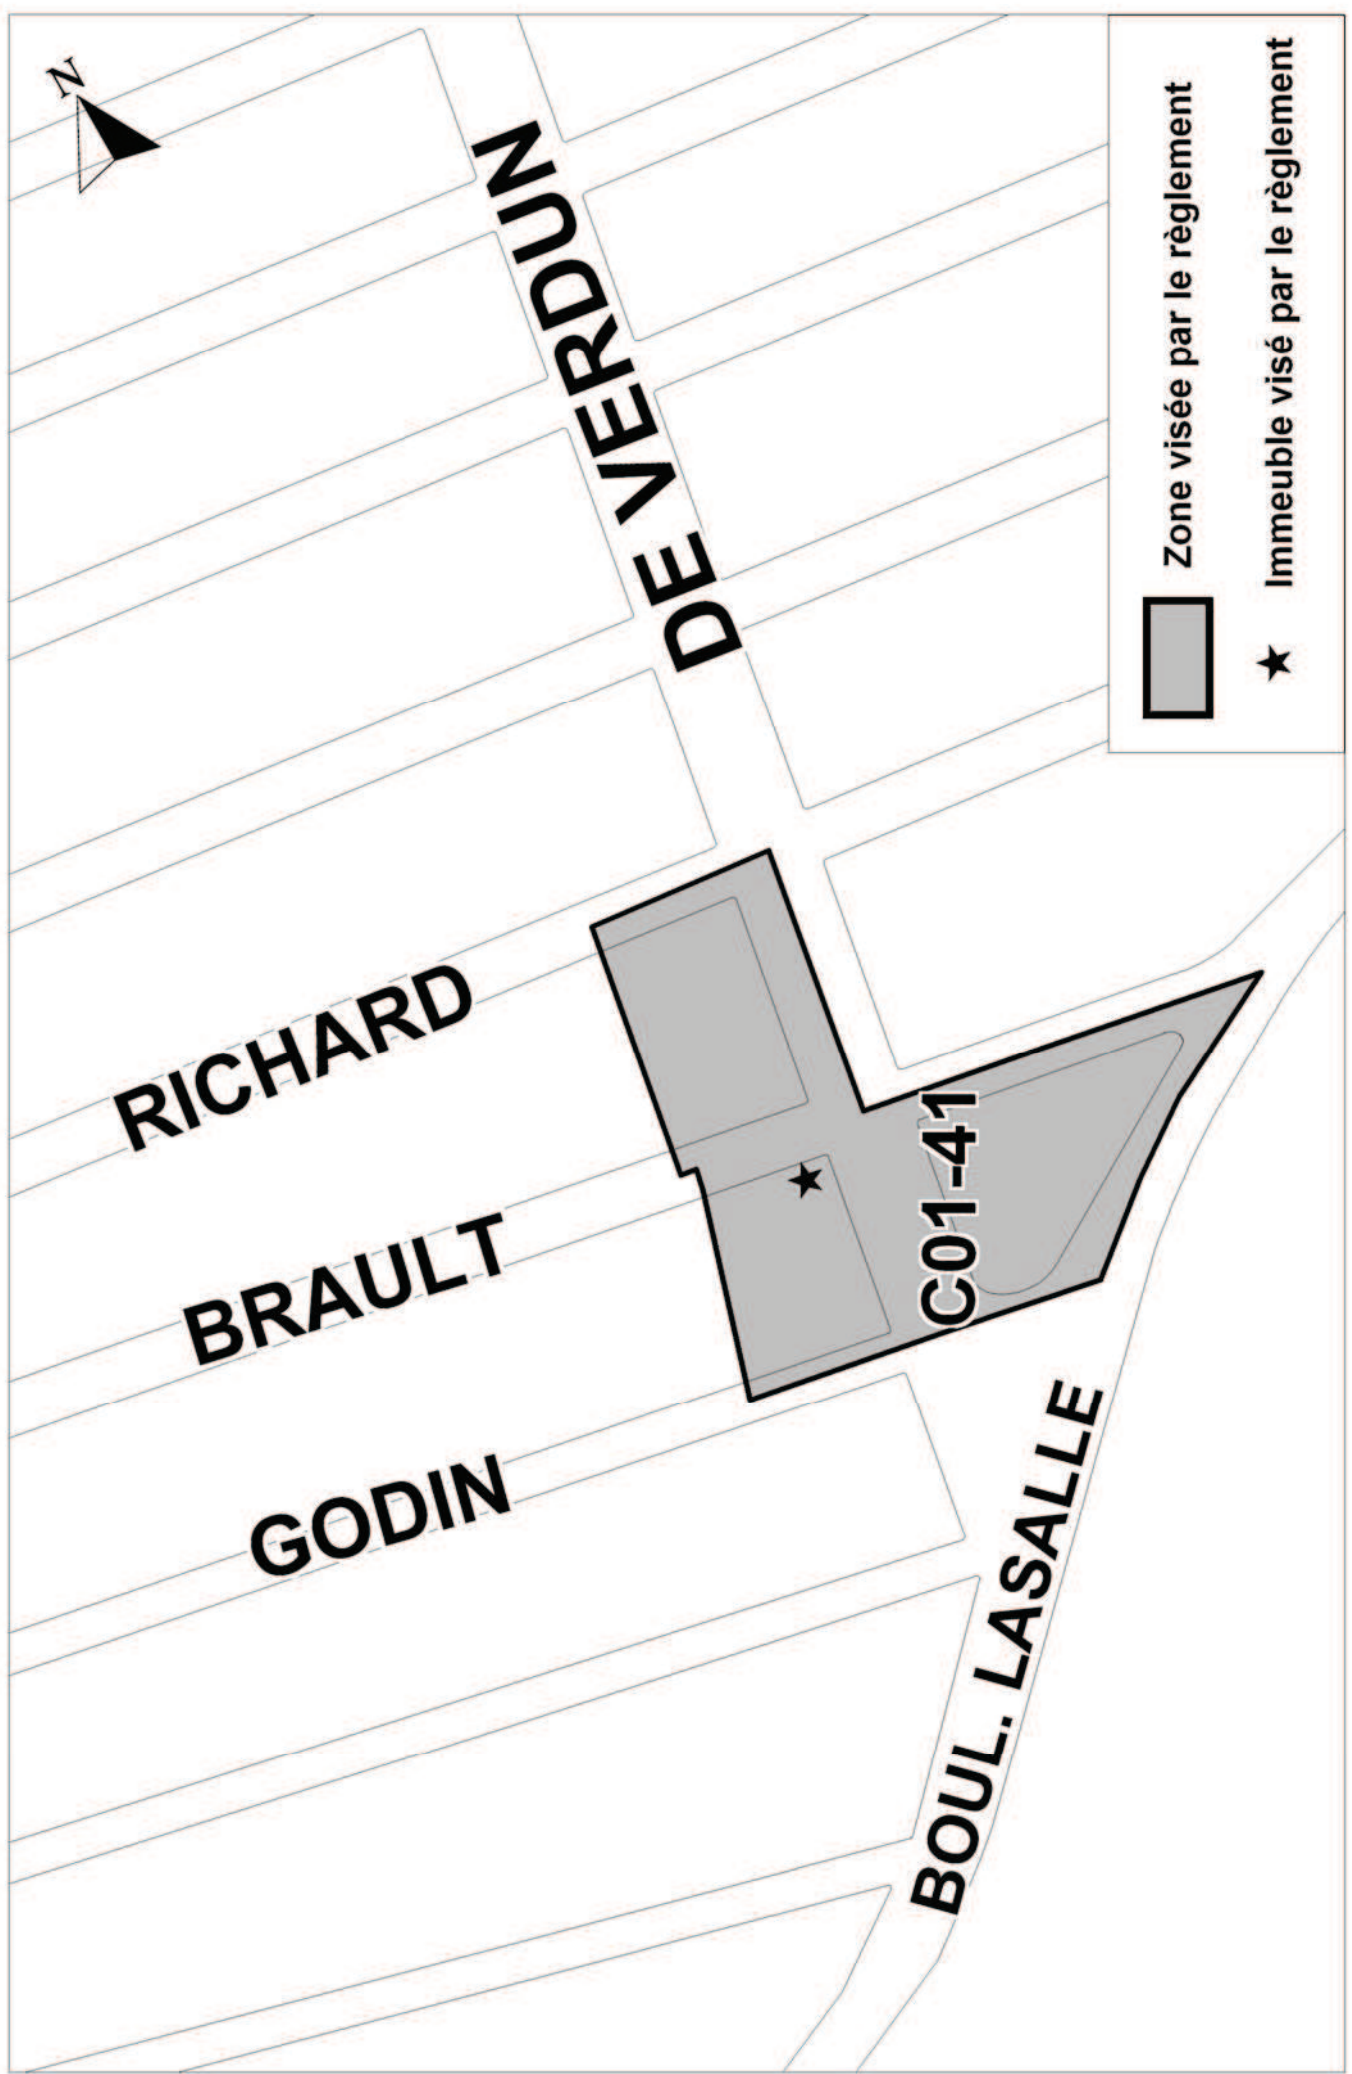 N
DE VERDUN
RICHARD
BRAULT
GODIN
C01-41
BOUL. LASALLE
Zone visée par le règlement
Immeuble visé par le règlement